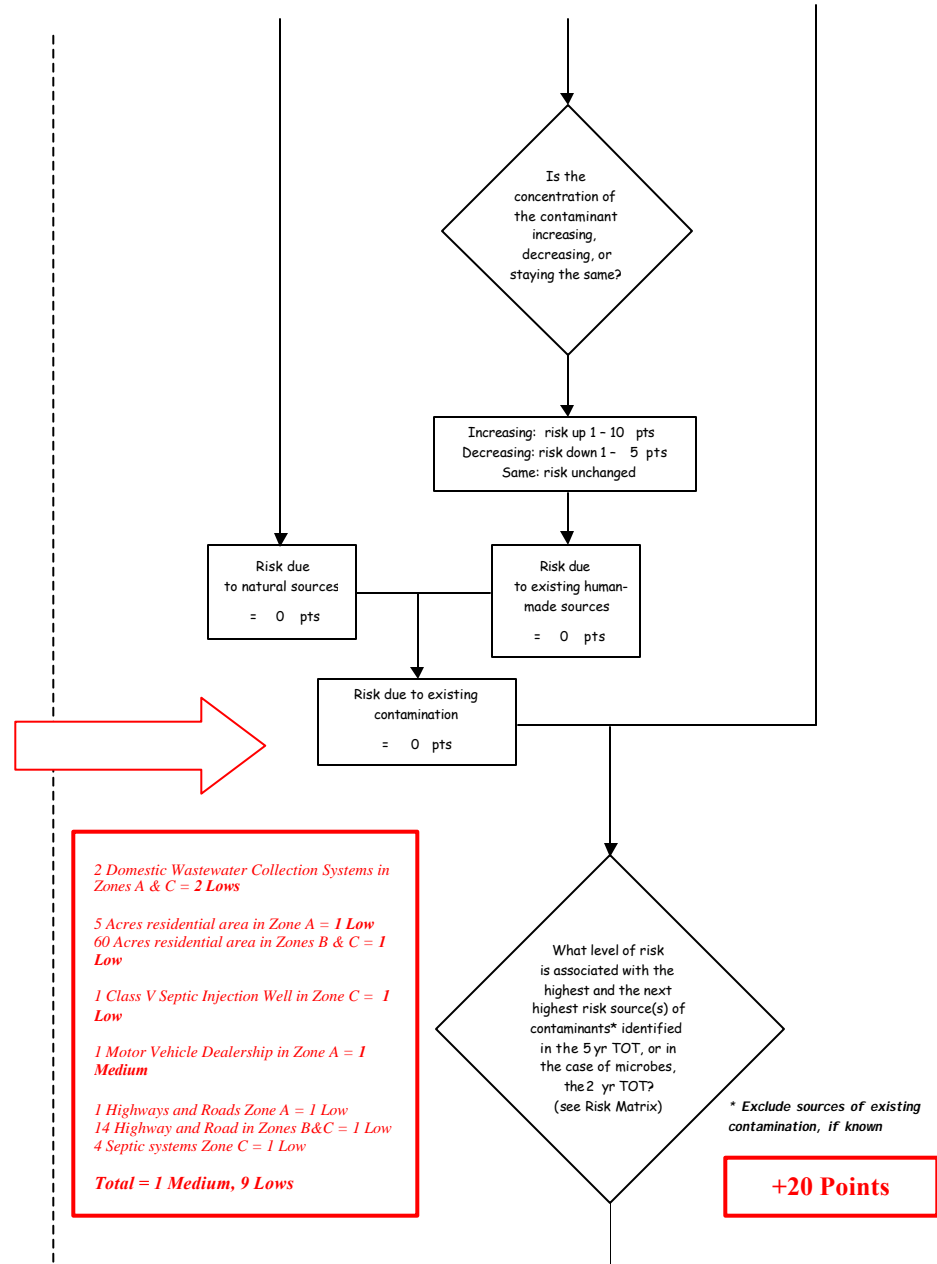 Is the
concentration of
the contaminant
increasing,
decreasing, or
staying the same?
Increasing: risk up 1 – 10 pts
Decreasing: risk down 1 – 5 pts
Same: risk unchanged
Risk due
to natural sources
= 0 pts
Risk due
to existing human-
made sources
= 0 pts
Risk due to existing
contamination
= 0 pts
2 Domestic Wastewater Collection Systems in
Zones A & C = 2 Lows
5 Acres residential area in Zone A = 1 Low
60 Acres residential area in Zones B & C = 1
Low
1 Class V Septic Injection Well in Zone C = 1
Low
1 Motor Vehicle Dealership in Zone A = 1
Medium
1 Highways and Roads Zone A = 1 Low
14 Highway and Road in Zones B&C = 1 Low
4 Septic systems Zone C = 1 Low
Total = 1 Medium, 9 Lows
What level of risk
is associated with the
highest and the next
highest risk source(s) of
contaminants* identified
in the 5 yr TOT, or in
the case of microbes,
the 2 yr TOT?
(see Risk Matrix)
* Exclude sources of existing
contamination, if known
+20 Points